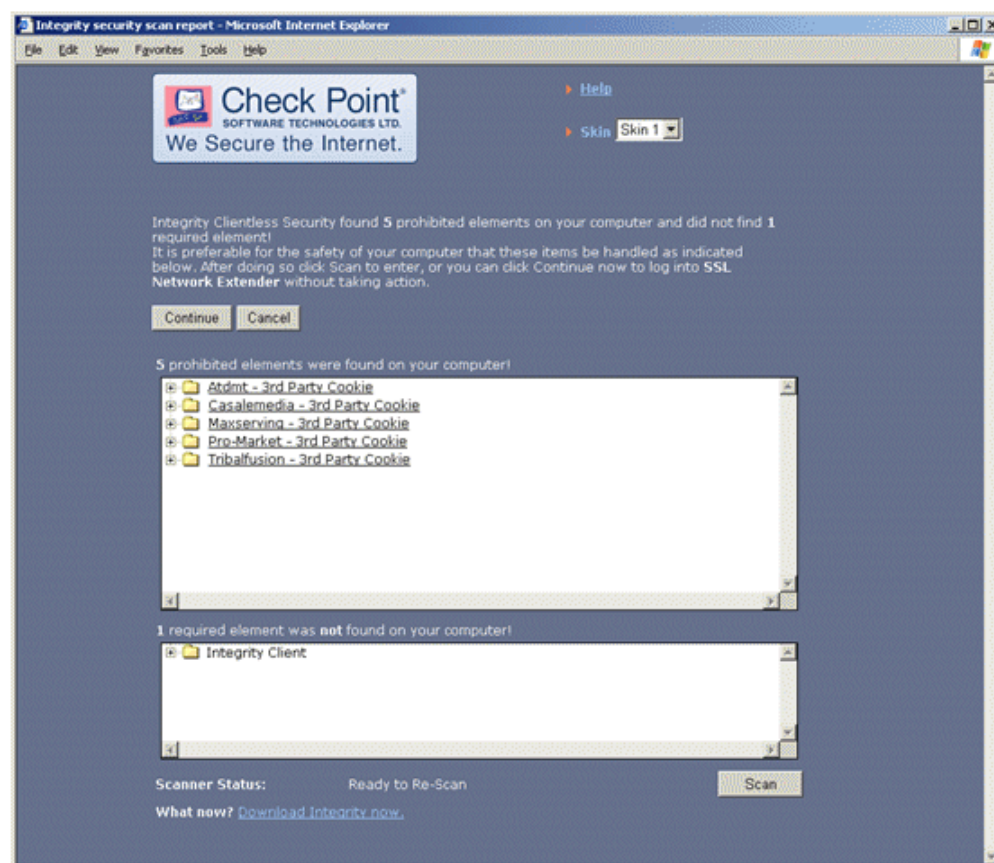 Integrity security scan report - Microsoft Internet Explorer
File Edit View Favorites Tools Help
Check Point
SOFTWARE TECHNOLOGIES LTD.
We Secure the Internet.
Help
Skin Skin 1
Integrity Clientless Security found 5 prohibited elements on your computer and did not find 1
required element!
It is preferable for the safety of your computer that these items be handled as indicated
below. After doing so click Scan to enter, or you can click Continue now to log into SSL
Network Extender without taking action.
Continue Cancel
5 prohibited elements were found on your computer!
Atdmt - 3rd Party Cookie
Casalemedia - 3rd Party Cookie
Maxserving - 3rd Party Cookie
Pro-Market - 3rd Party Cookie
Tribalfusion - 3rd Party Cookie
1 required element was not found on your computer!
Integrity Client
Scanner Status: Ready to Re-Scan Scan
What now? Download Integrity now.